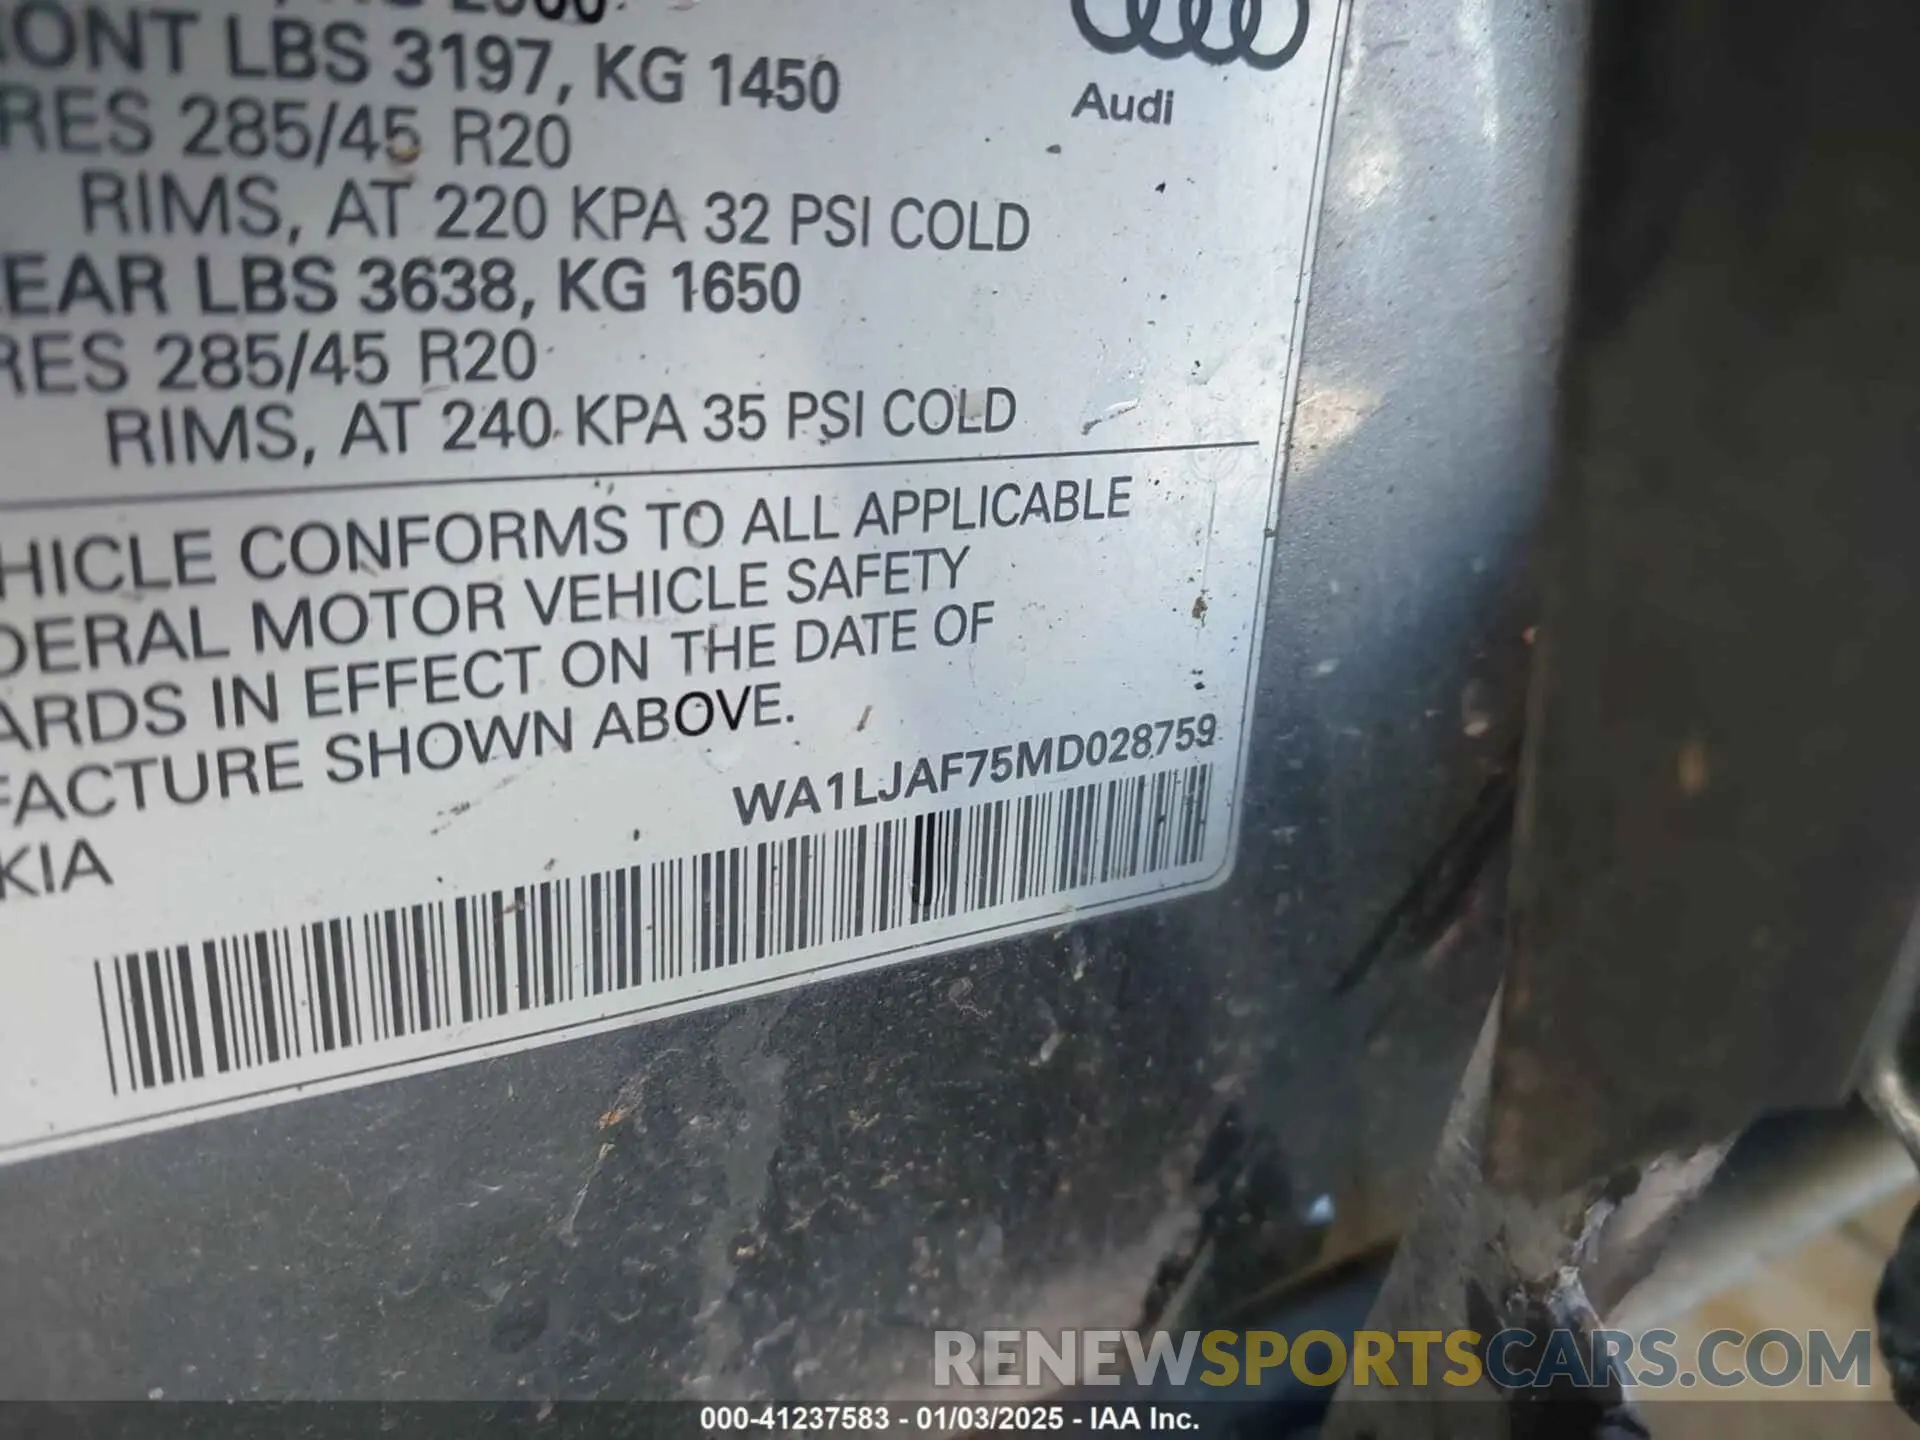 ONT LBS 3197, KG 1450
Audi
RES 285/45 R20
RIMS, AT 220 KPA 32 PSI COLD
EAR LBS 3638, KG 1650
RES 285/45 R20
RIMS, AT 240 KPA 35 PSI COLD
HICLE CONFORMS TO ALL APPLICABLE
DERAL MOTOR VEHICLE SAFETY
ARDS IN EFFECT ON THE DATE OF
FACTURE SHOWN ABOVE.
WA1LJAF75MD028759
KIA
RENEWSPORTSCARS.COM
000-41237583 - 01/03/2025 - IAA Inc.